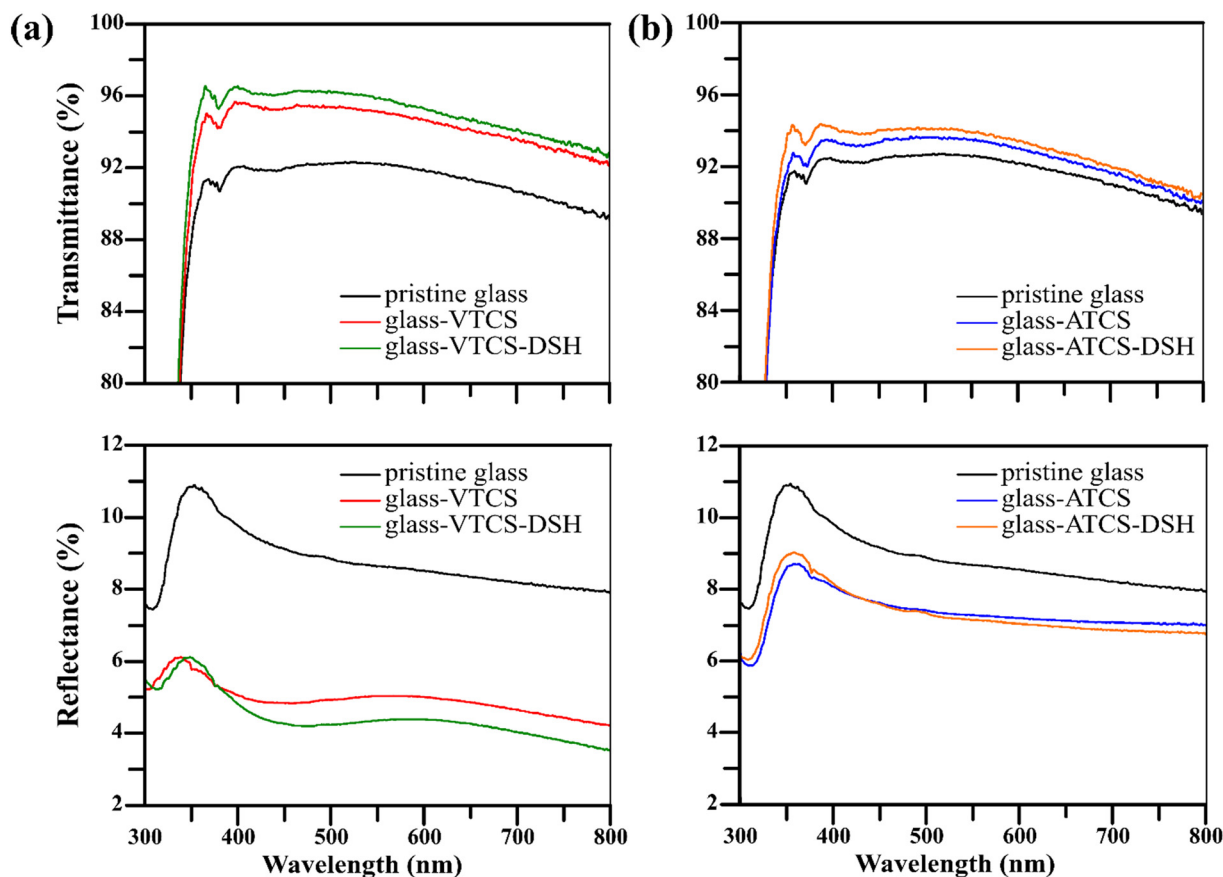 (a)
Transmittance (%)
100
96
92
88
84
80
pristine glass
glass-VTCS
glass-VTCS-DSH
(b)
100
96
92
88
84
80
pristine glass
glass-ATCS
glass-ATCS-DSH
Reflectance (%)
12
10
8
6
4
2
pristine glass
glass-VTCS
glass-VTCS-DSH
300 400 500 600 700 800
Wavelength (nm)
12
10
8
6
4
2
pristine glass
glass-ATCS
glass-ATCS-DSH
300 400 500 600 700 800
Wavelength (nm)